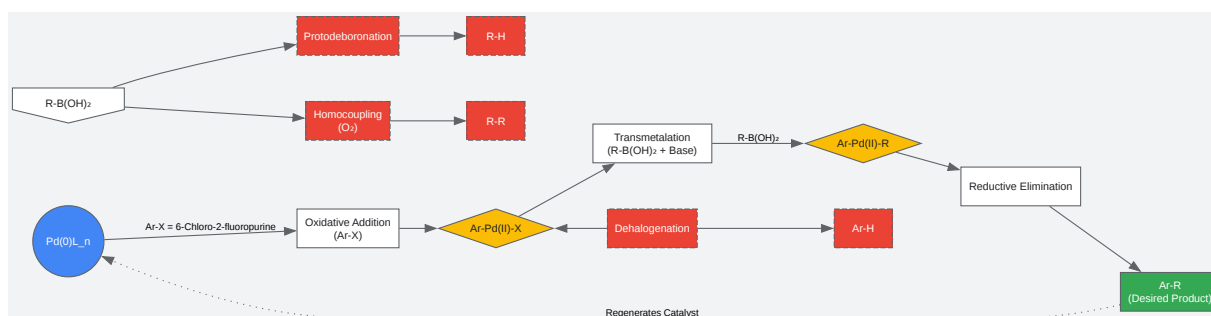 Protodeboronation
R-H
R-B(OH)₂
Homocoupling
(O₂)
R-R
Transmetalation
(R-B(OH)₂ + Base)
R-B(OH)₂
Ar-Pd(II)-R
Reductive Elimination
Pd(0)L_n
Ar-X = 6-Chloro-2-fluoropurine
Oxidative Addition
(Ar-X)
Ar-Pd(II)-X
Dehalogenation
Ar-H
Ar-R
(Desired Product)
Regenerates Catalyst